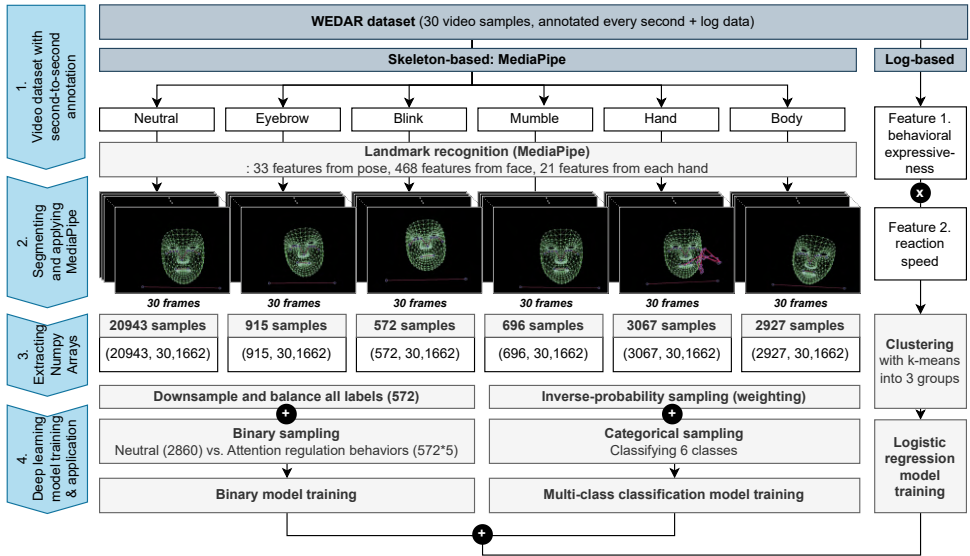 WEDAR dataset (30 video samples, annotated every second + log data)
1.
Video dataset with
second-to-second
annotation
Skeleton-based: MediaPipe
Log-based
Neutral
Eyebrow
Blink
Mumble
Hand
Body
Feature 1.
behavioral
expressive-
ness
Landmark recognition (MediaPipe)
: 33 features from pose, 468 features from face, 21 features from each hand
x
2.
Segmenting
and applying
MediaPipe
Feature 2.
reaction
speed
30 frames
30 frames
30 frames
30 frames
30 frames
30 frames
3.
Extracting
Numpy
Arrays
20943 samples
(20943, 30,1662)
915 samples
(915, 30,1662)
572 samples
(572, 30,1662)
696 samples
(696, 30,1662)
3067 samples
(3067, 30,1662)
2927 samples
(2927, 30,1662)
Clustering
with k-means
into 3 groups
4.
Deep learning
model training
& application
Downsample and balance all labels (572)
+
Binary sampling
Neutral (2860) vs. Attention regulation behaviors (572*5)
Binary model training
Inverse-probability sampling (weighting)
+
Categorical sampling
Classifying 6 classes
Multi-class classification model training
Logistic
regression
model
training
+